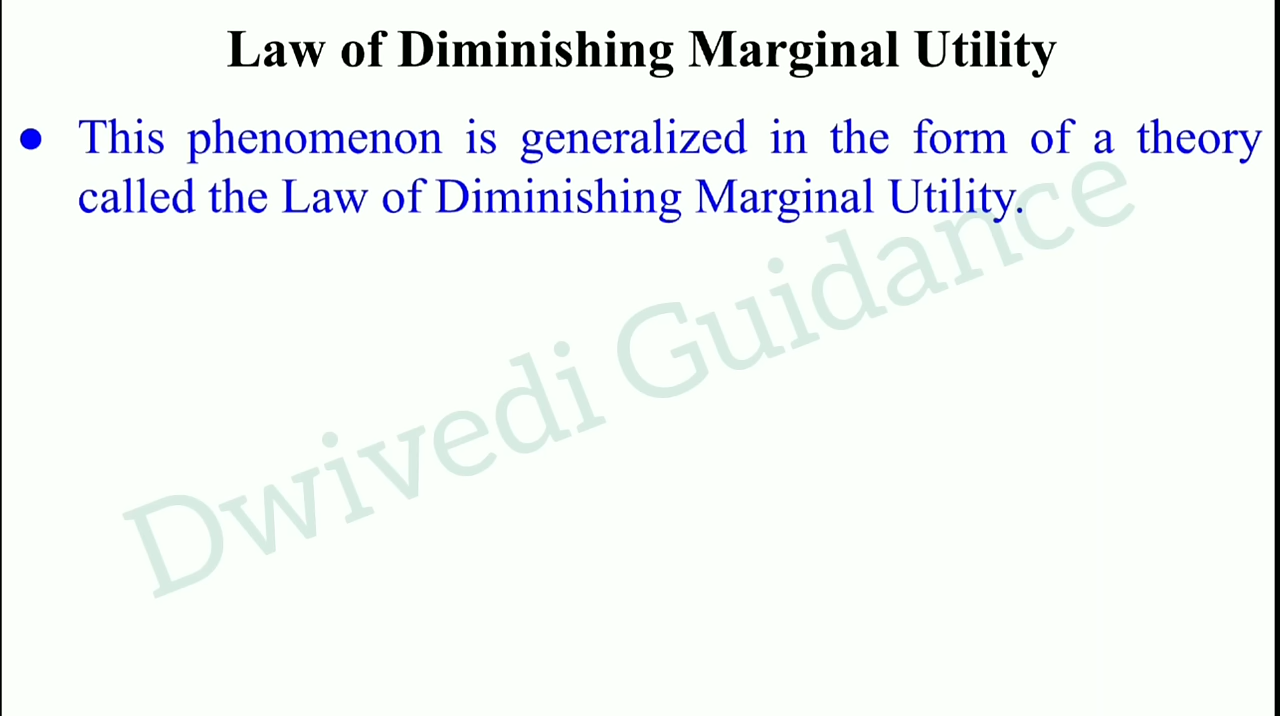 Law of Diminishing Marginal Utility
● This phenomenon is generalized in the form of a theory
called the Law of Diminishing Marginal Utility.
Dwivedi Guidance